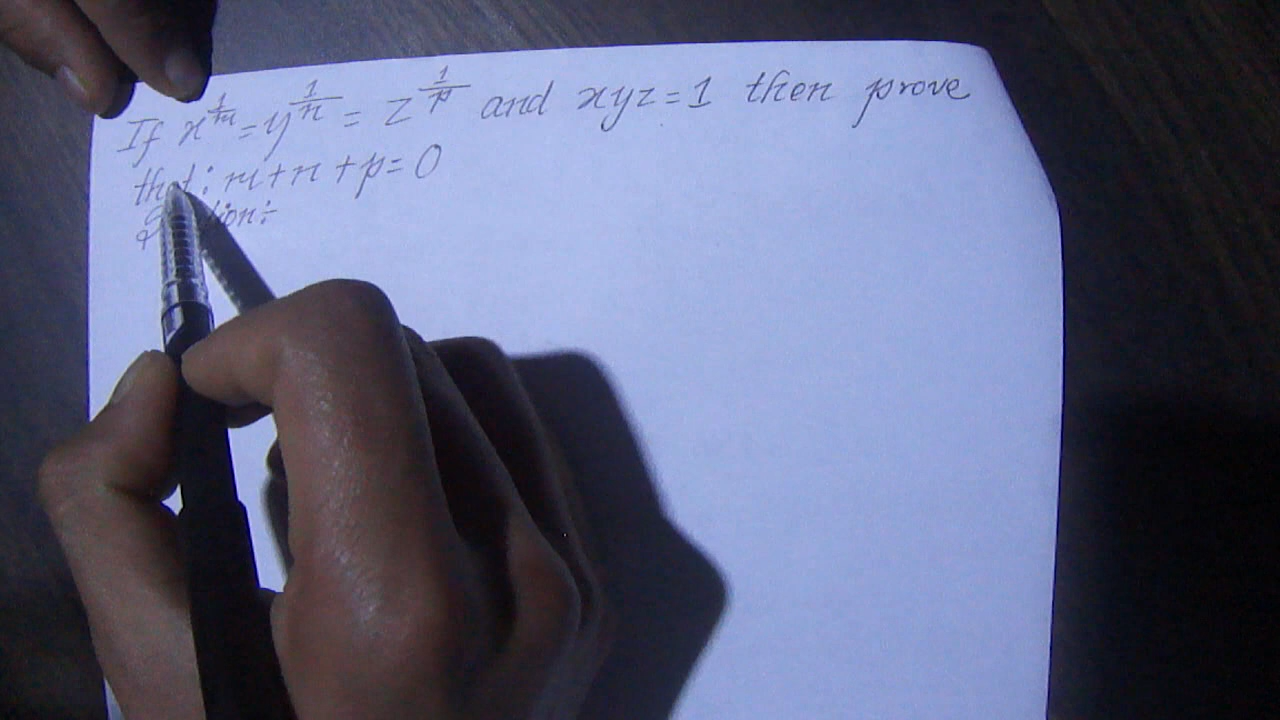 If x^{1/m} = y^{1/n} = z^{1/p} and xyz = 1 then prove
that: m + n + p = 0